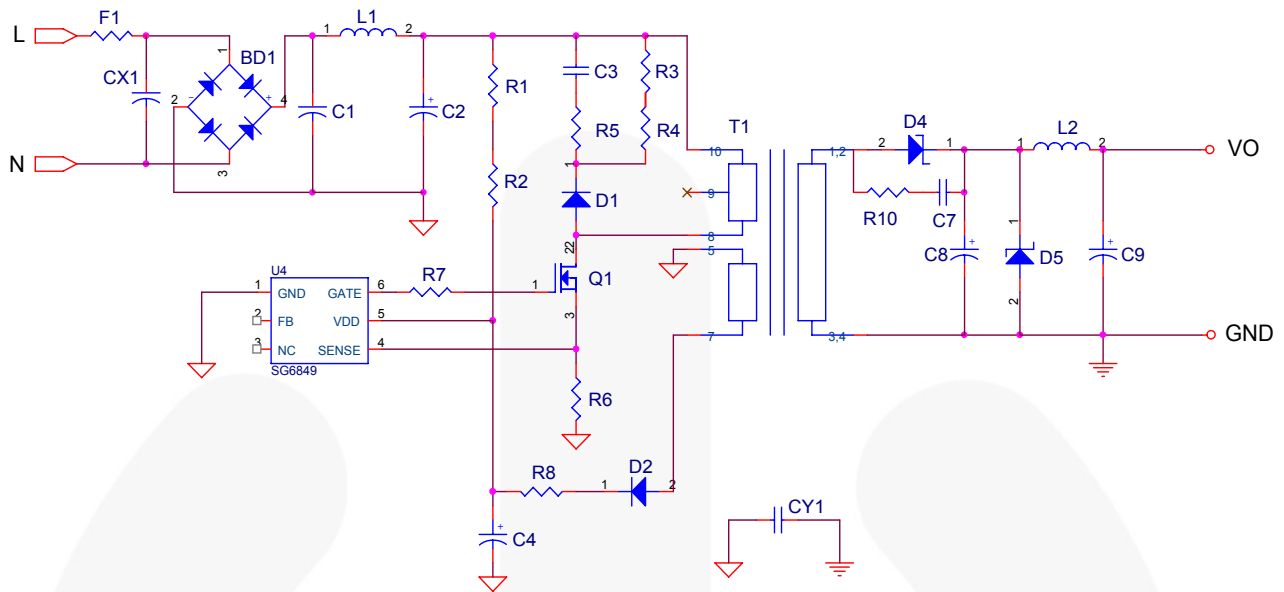 F1
L1
L
1
2
BD1
1
CX1
2
−
+
4
C1
+
C2
R1
C3
R3
R5
R4
T1
D4
L2
N
3
R2
1
D1
10
9
8
5
1,2
2
1
1
2
VO
R10
C7
1
C8
+
D5
2
+
C9
22
1
Q1
3
U4
R7
1
GND
GATE
6
2
FB
VDD
5
3
NC
SENSE
4
SG6849
7
3,4
GND
R6
D2
R8
1
2
+
C4
CY1